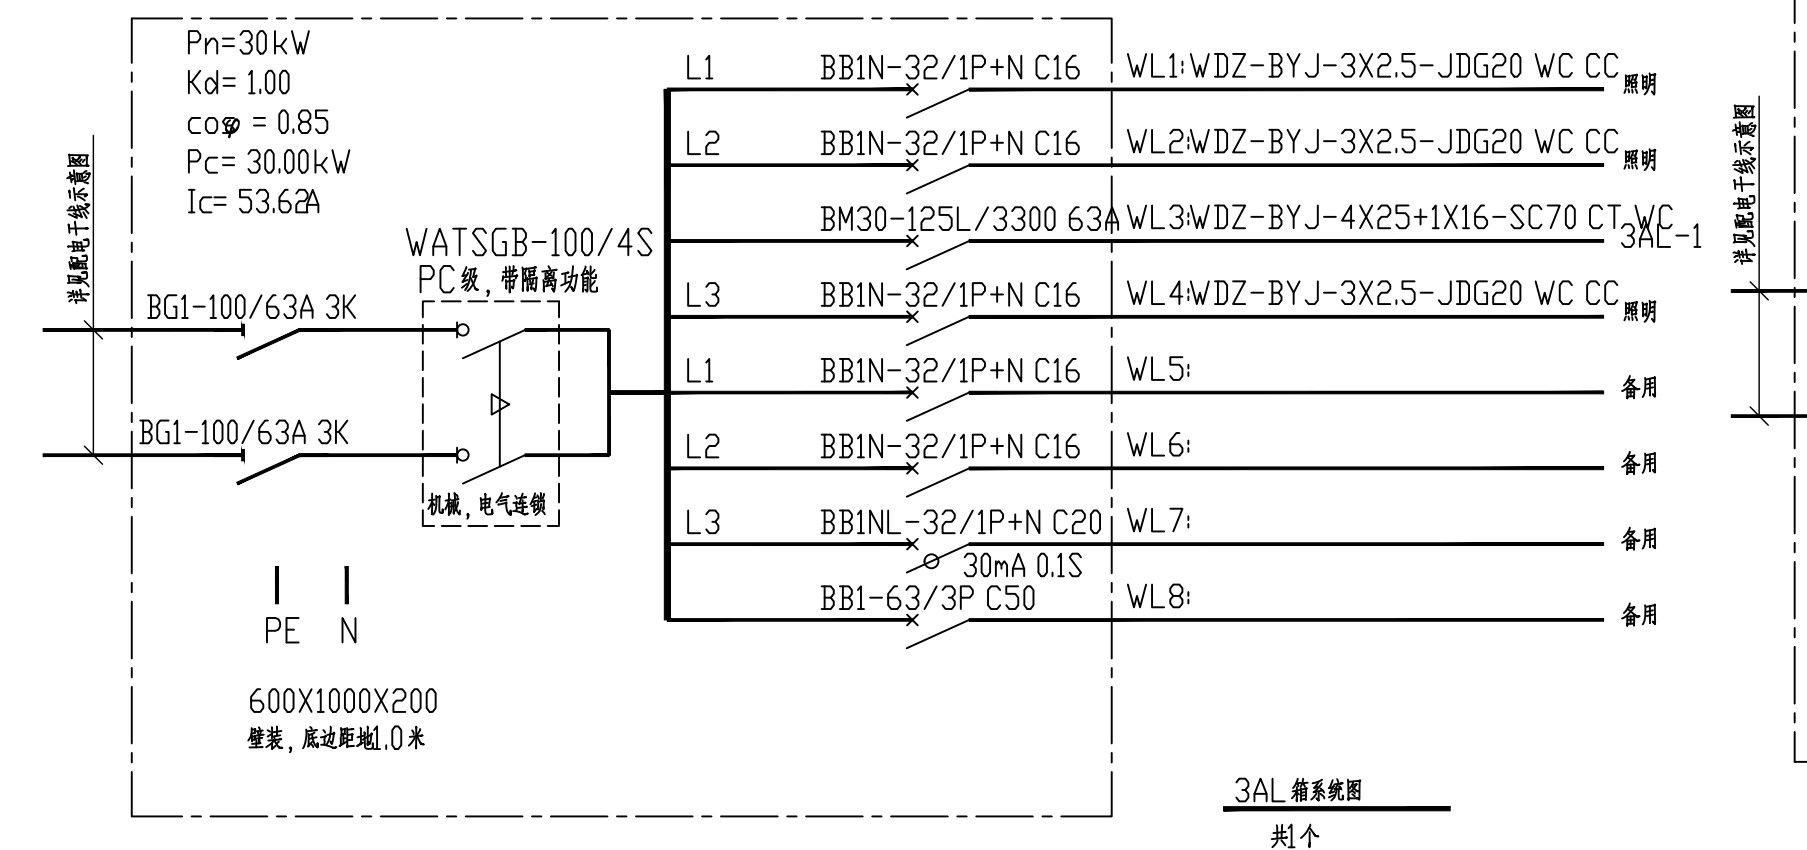 Pn=30kW
Kd= 1.00
cosφ = 0.85
Pc= 30.00kW
Ic= 53.62A
详见配电干线示意图
BG1-100/63A 3K
BG1-100/63A 3K
WATSGB-100/4S
PC级,带隔离功能
机械,电气连锁
PE N
600X1000X200
壁装,底边距地1.0米
L1 BB1N-32/1P+N C16 WL1:WDZ-BYJ-3X2.5-JDG20 WC CC 照明
L2 BB1N-32/1P+N C16 WL2:WDZ-BYJ-3X2.5-JDG20 WC CC 照明
BM30-125L/3300 63A WL3:WDZ-BYJ-4X25+1X16-SC70 CT WC 3AL-1
L3 BB1N-32/1P+N C16 WL4:WDZ-BYJ-3X2.5-JDG20 WC CC 照明
L1 BB1N-32/1P+N C16 WL5: 备用
L2 BB1N-32/1P+N C16 WL6: 备用
L3 BB1NL-32/1P+N C20 WL7: 备用
30mA 0.1S
BB1-63/3P C50 WL8: 备用
3AL箱系统图
共1个
详见配电干线示意图